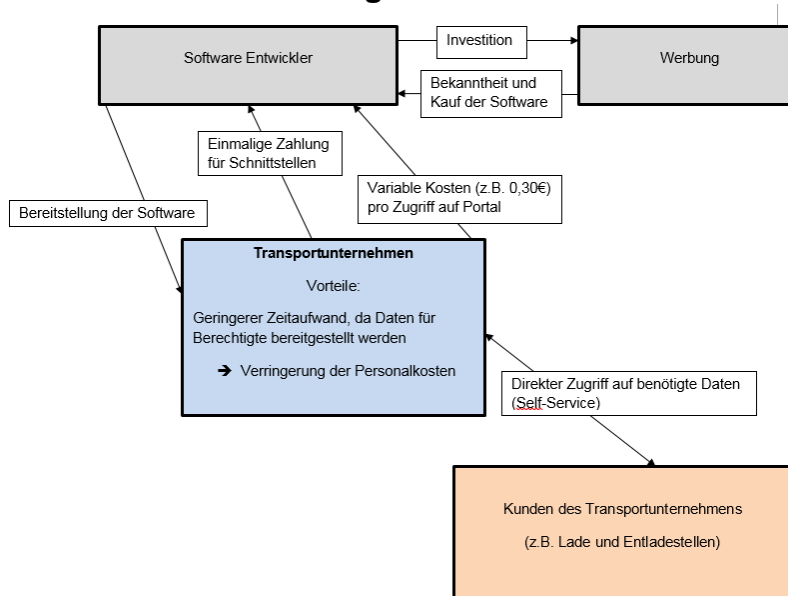 Software Entwickler
Investition
Werbung
Bekanntheit und
Kauf der Software
Einmalige Zahlung
für Schnittstellen
Variable Kosten (z.B. 0,30€)
pro Zugriff auf Portal
Bereitstellung der Software
Transportunternehmen
Vorteile:
Geringerer Zeitaufwand, da Daten für
Berechtigte bereitgestellt werden
➔ Verringerung der Personalkosten
Direkter Zugriff auf benötigte Daten
(Self-Service)
Kunden des Transportunternehmens
(z.B. Lade und Entladestellen)